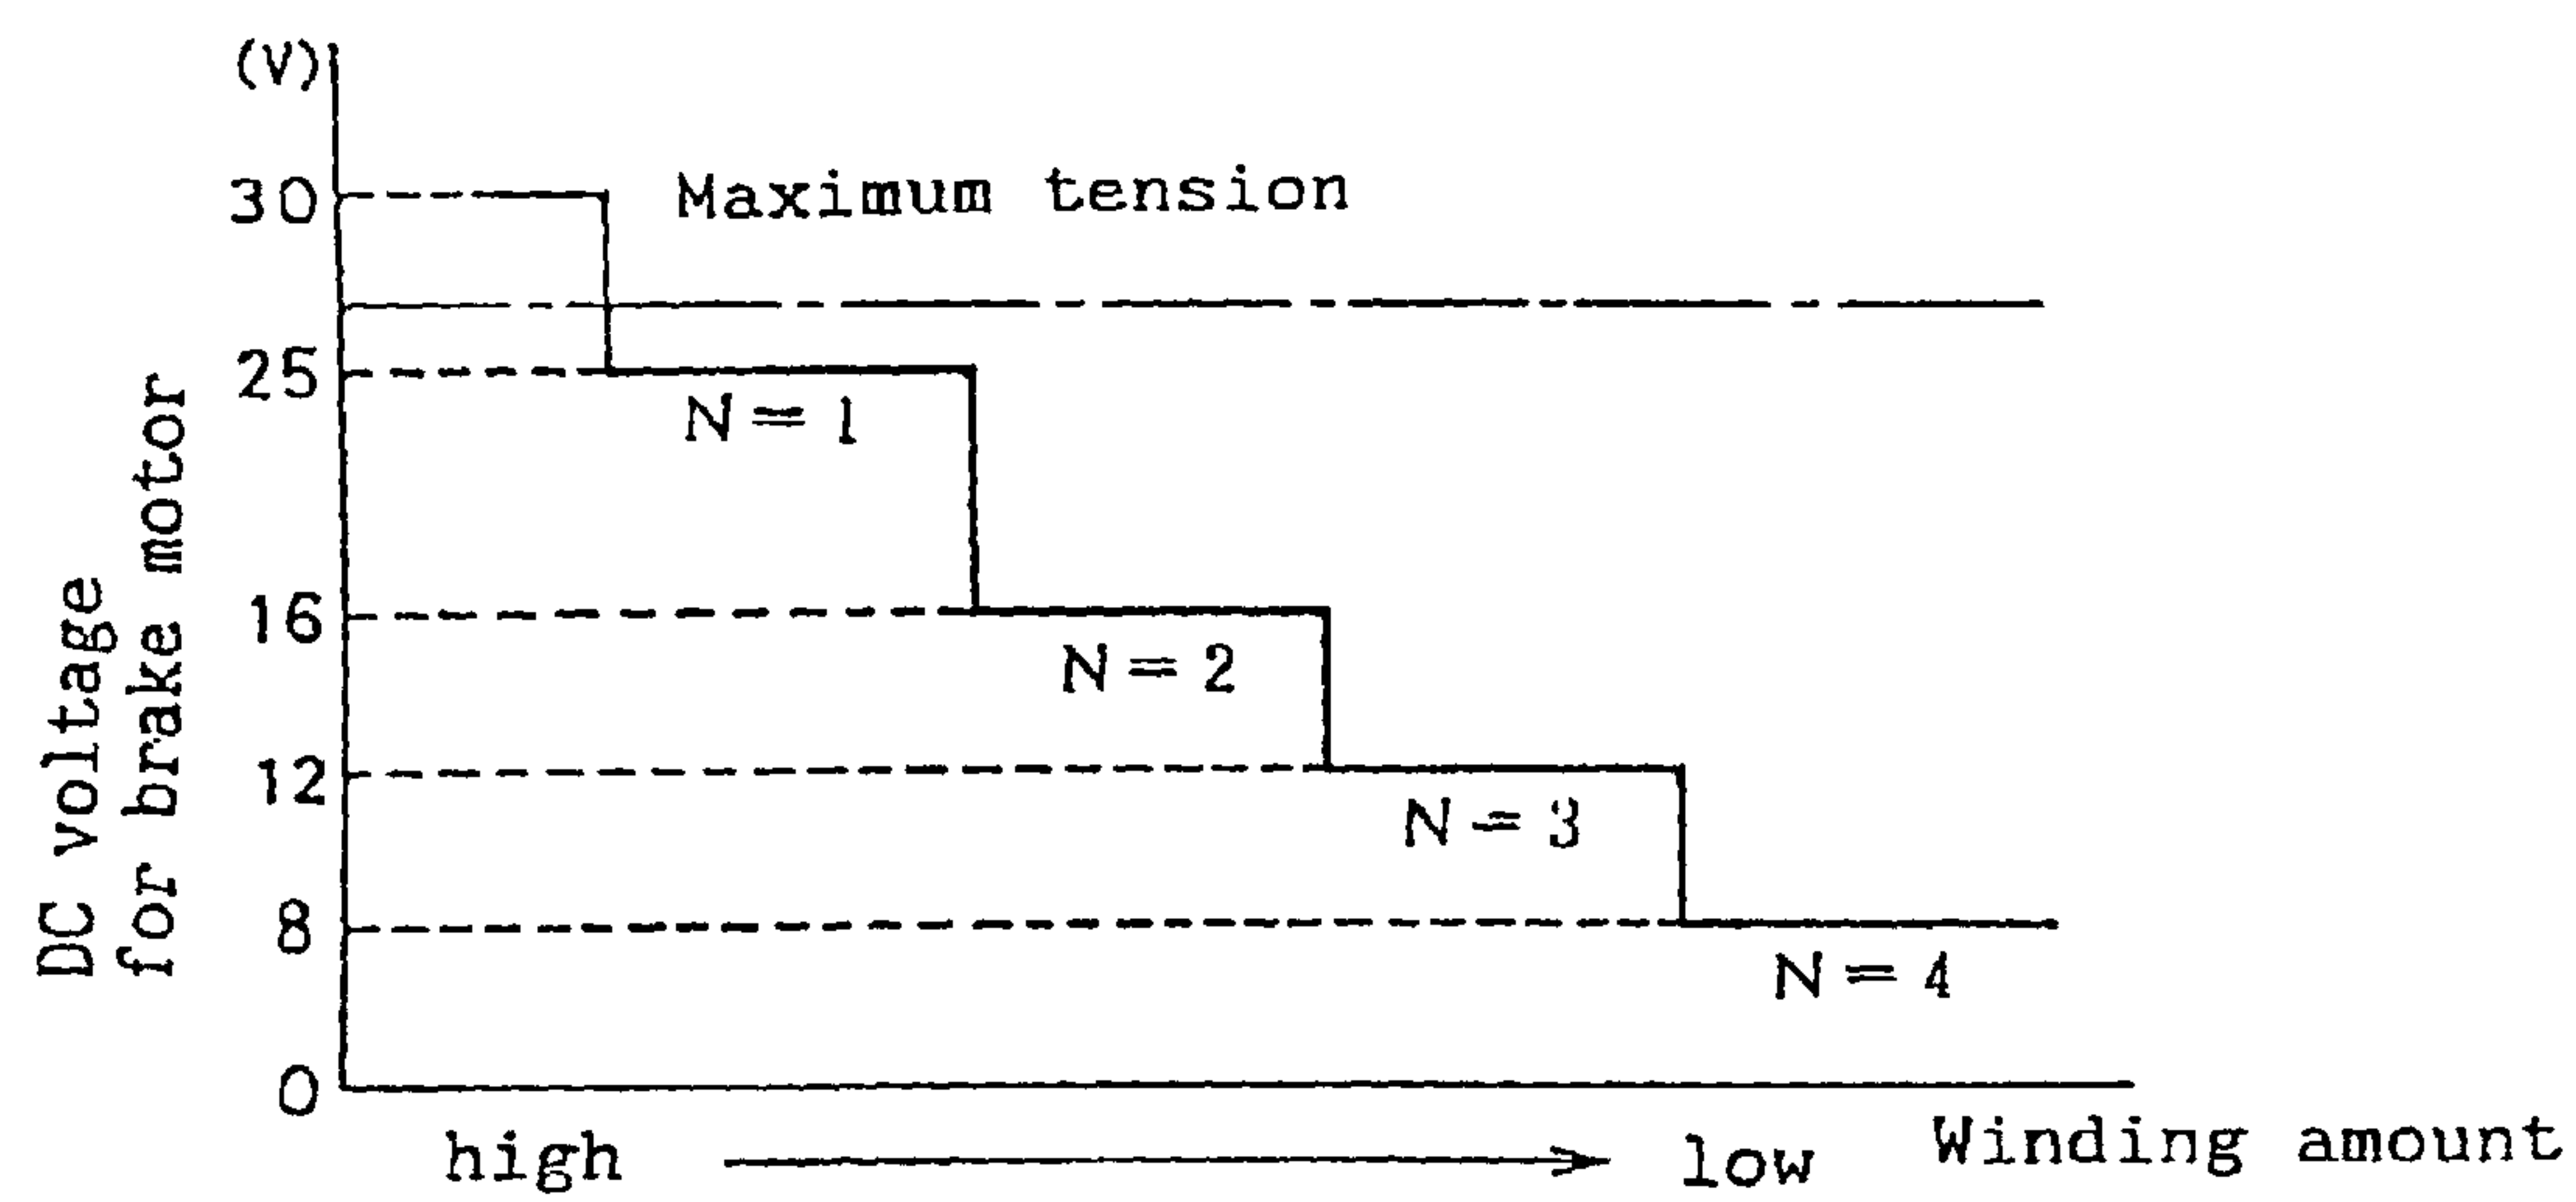 (V)
30
Maximum tension
25
N = 1
16
N = 2
12
N = 3
8
N = 4
0
DC voltage
for brake motor
high
low
Winding amount